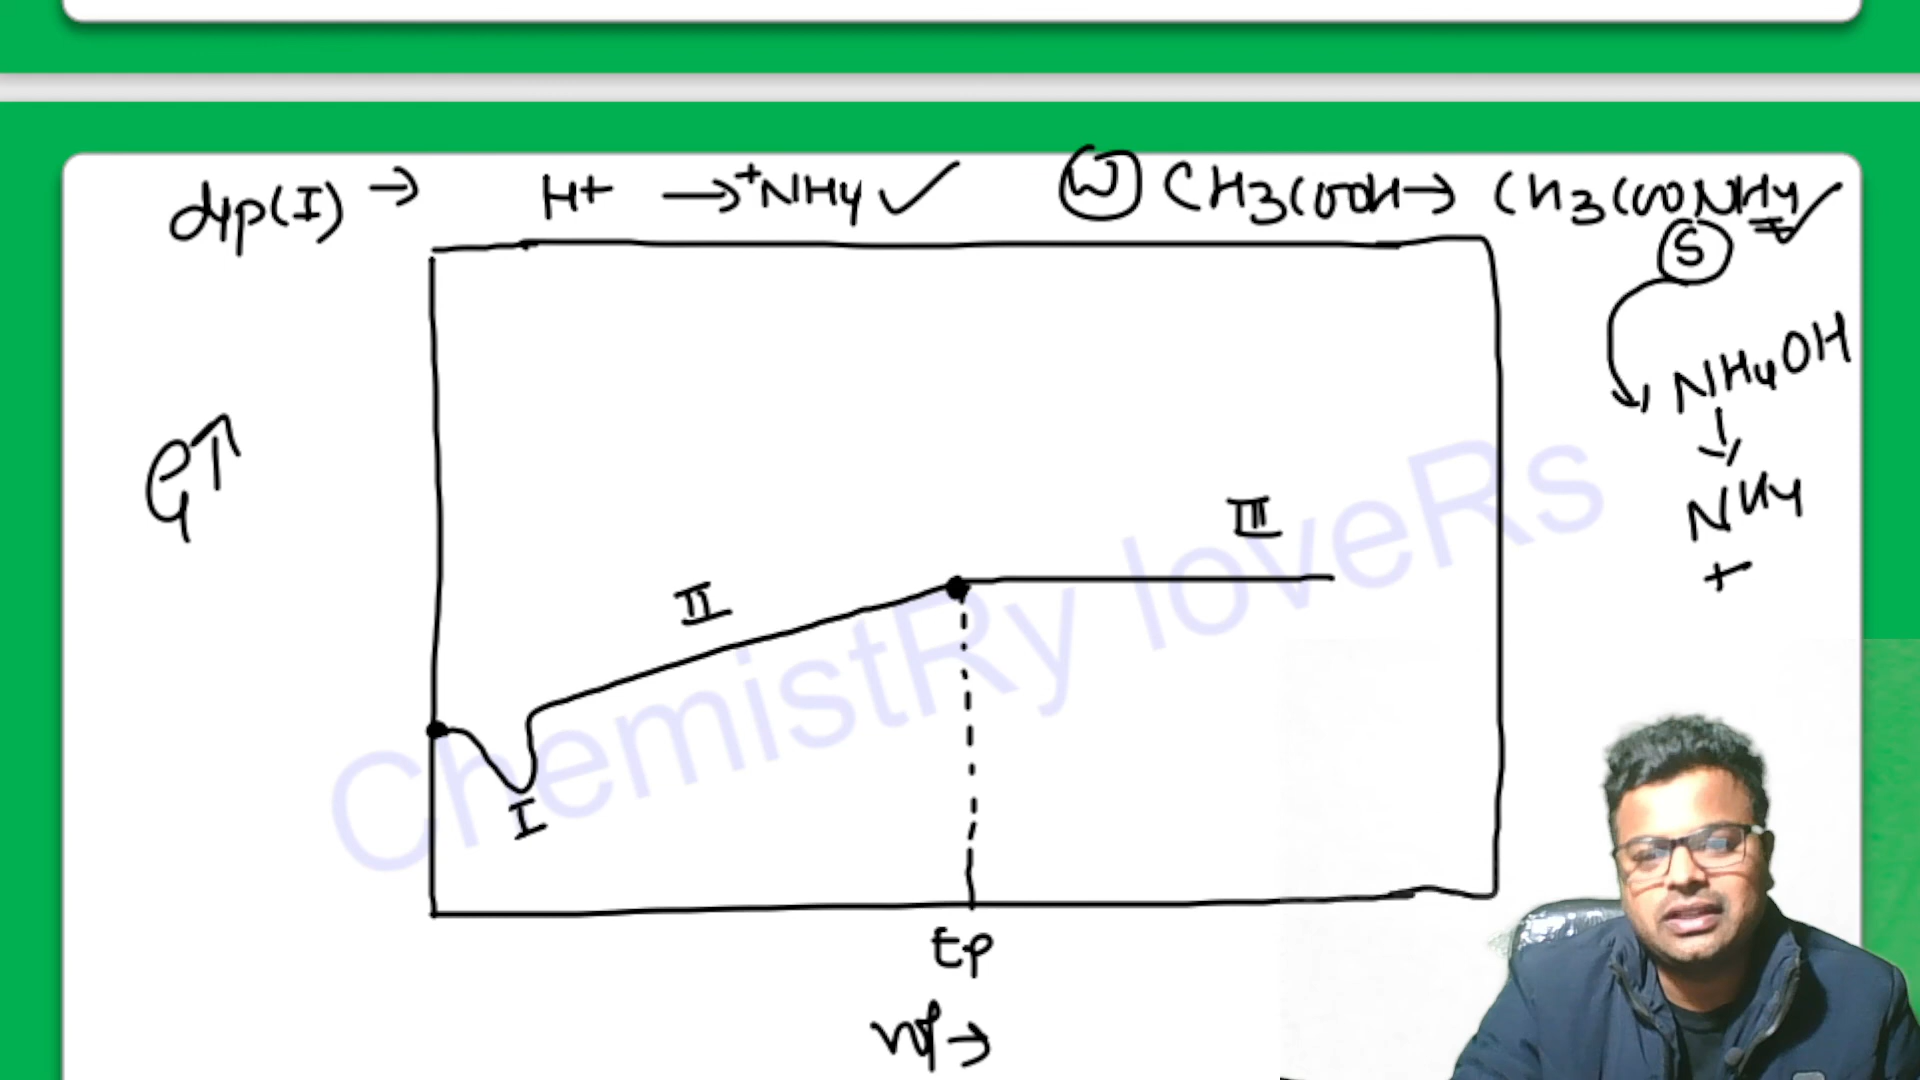 dip(I) → H+ → +NH4 ✓ (W) CH3COOH → CH3COONH4 ✓
(S)
NH4OH
↓
NH4
+
III
II
I
ChemistRy loveRs
Ep